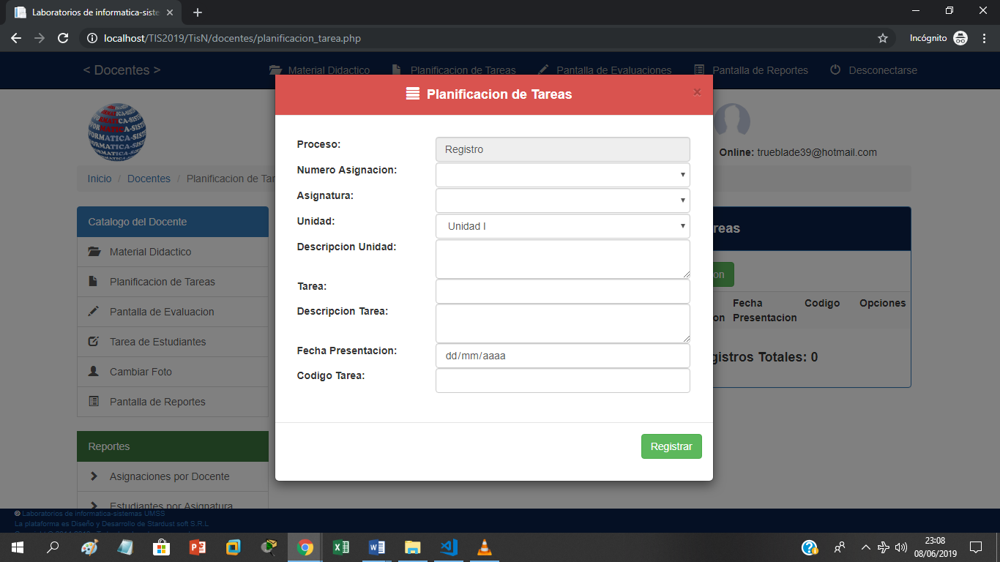 Laboratorios de informatica-siste
localhost/TIS2019/TisN/docentes/planificacion_tarea.php
Incógnito
< Docentes >
Material Didactico
Planificacion de Tareas
Pantalla de Evaluaciones
Pantalla de Reportes
Desconectarse
Planificacion de Tareas
×
Online: trueblade39@hotmail.com
Inicio / Docentes / Planificacion de Tar
Catalogo del Docente
Material Didactico
Planificacion de Tareas
Pantalla de Evaluacion
Tarea de Estudiantes
Cambiar Foto
Pantalla de Reportes
Reportes
Asignaciones por Docente
Estudiantes por Asignatura
Proceso: Registro
Numero Asignacion:
Asignatura:
Unidad: Unidad I
Descripcion Unidad:
Tarea:
Descripcion Tarea:
Fecha Presentacion: dd/mm/aaaa
Codigo Tarea:
Registrar
reas
on
Fecha Codigo Opciones
on Presentacion
gistros Totales: 0
© Laboratorios de informatica-sistemas UMSS
La plataforma es Diseño y Desarrollo de Stardust soft S.R.L
23:08
08/06/2019